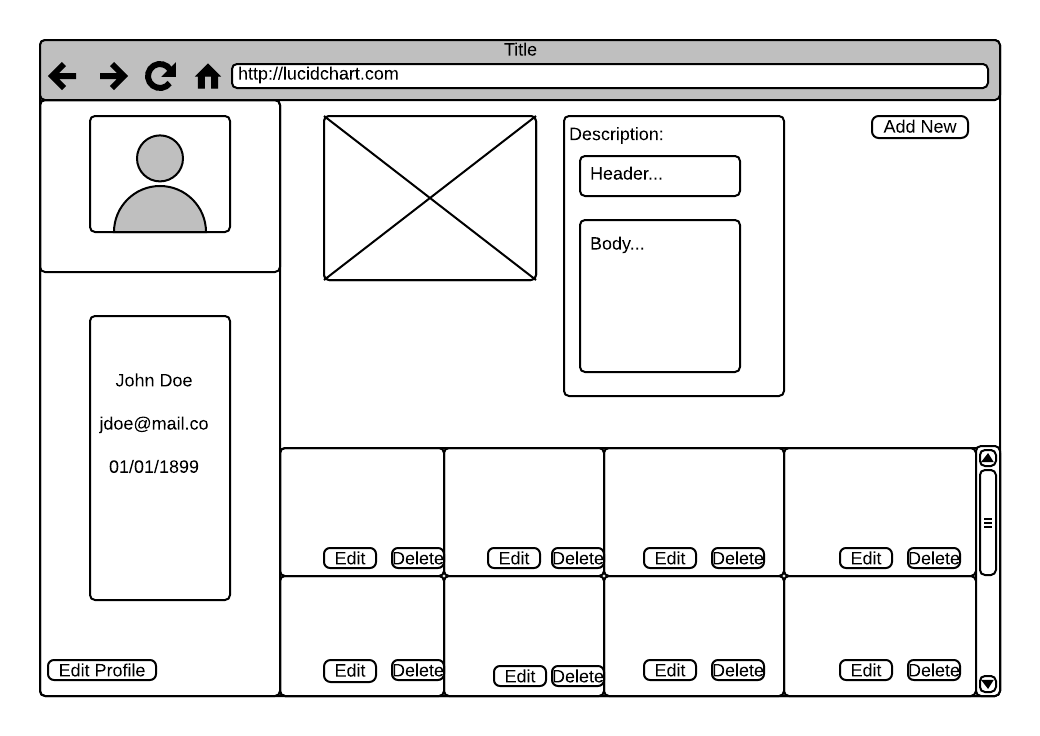 Title
http://lucidchart.com
Description:
Add New
Header...
Body...
John Doe
jdoe@mail.co
01/01/1899
Edit Delete Edit Delete Edit Delete Edit Delete
Edit Profile
Edit Delete Edit Delete Edit Delete Edit Delete